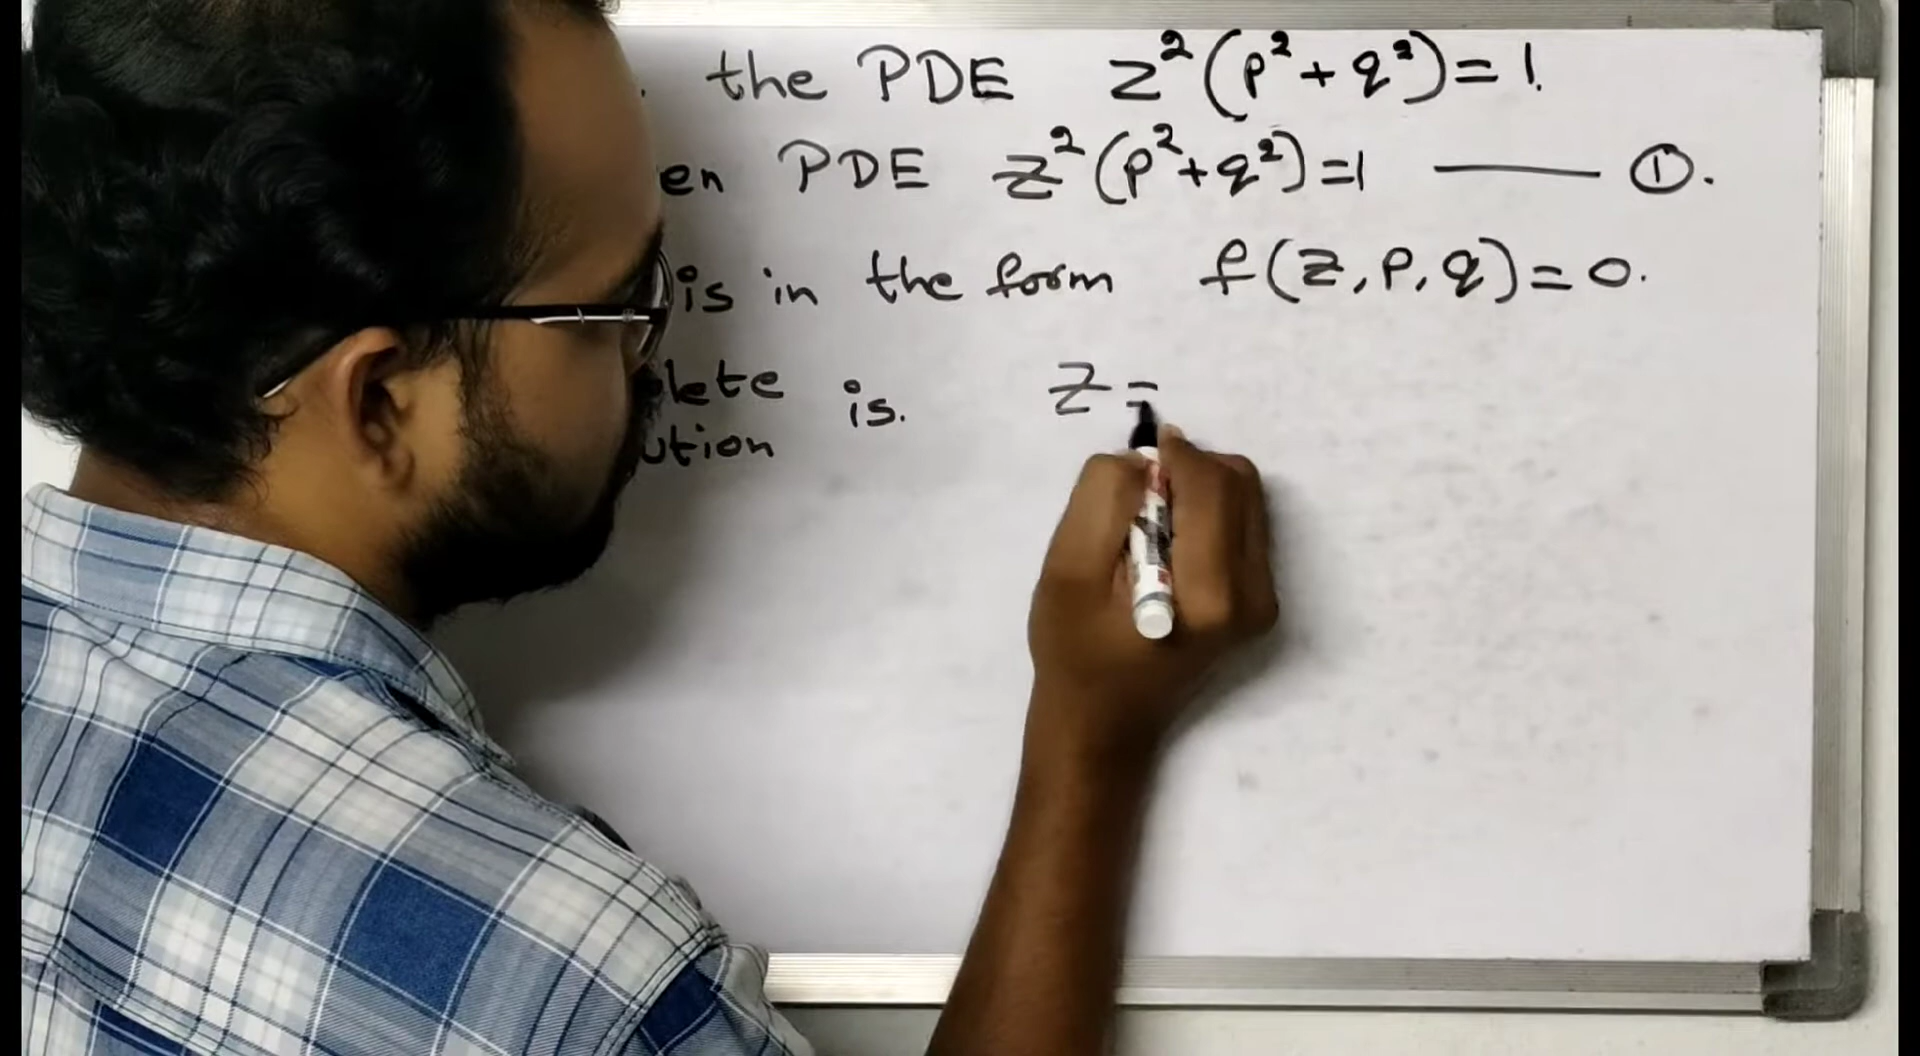 the PDE z²(p²+q²)=1.
en PDE z²(p²+q²)=1 —— ①.
is in the form f(z,p,q)=0.
lete is. z=
ution